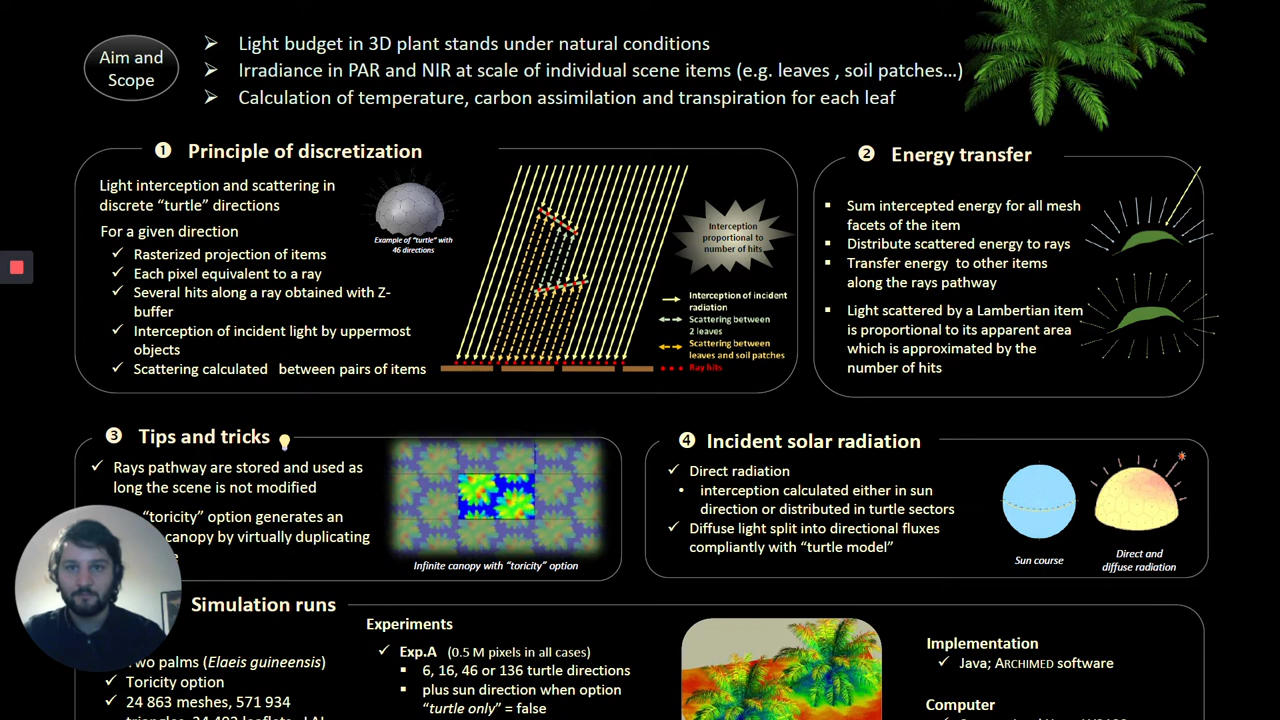 Aim and
Scope
➢ Light budget in 3D plant stands under natural conditions
➢ Irradiance in PAR and NIR at scale of individual scene items (e.g. leaves , soil patches…)
➢ Calculation of temperature, carbon assimilation and transpiration for each leaf
❶ Principle of discretization
Light interception and scattering in
discrete “turtle” directions
For a given direction
✓ Rasterized projection of items
✓ Each pixel equivalent to a ray
✓ Several hits along a ray obtained with Z-
buffer
✓ Interception of incident light by uppermost
objects
✓ Scattering calculated between pairs of items
Example of “turtle” with
46 directions
Interception
proportional to
number of hits
Interception of incident
radiation
Scattering between
2 leaves
Scattering between
leaves and soil patches
Ray hits
❷ Energy transfer
▪ Sum intercepted energy for all mesh
facets of the item
▪ Distribute scattered energy to rays
▪ Transfer energy to other items
along the rays pathway
▪ Light scattered by a Lambertian item
is proportional to its apparent area
which is approximated by the
number of hits
❸ Tips and tricks
✓ Rays pathway are stored and used as
long the scene is not modified
“toricity” option generates an
canopy by virtually duplicating
Infinite canopy with “toricity” option
❹ Incident solar radiation
✓ Direct radiation
• interception calculated either in sun
direction or distributed in turtle sectors
✓ Diffuse light split into directional fluxes
compliantly with “turtle model”
Sun course
Direct and
diffuse radiation
Simulation runs
Two palms (Elaeis guineensis)
✓ Toricity option
✓ 24 863 meshes, 571 934
Experiments
✓ Exp.A (0.5 M pixels in all cases)
▪ 6, 16, 46 or 136 turtle directions
▪ plus sun direction when option
“turtle only” = false
Implementation
✓ Java; ARCHIMED software
Computer